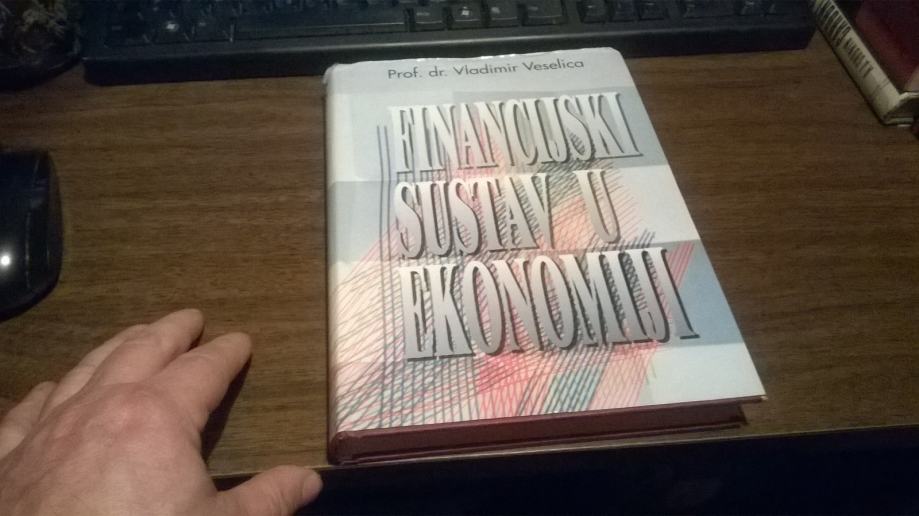 Prof. dr. Vladimir Veselica
FINANCIJSKI
SUSTAV U
EKONOMIJI